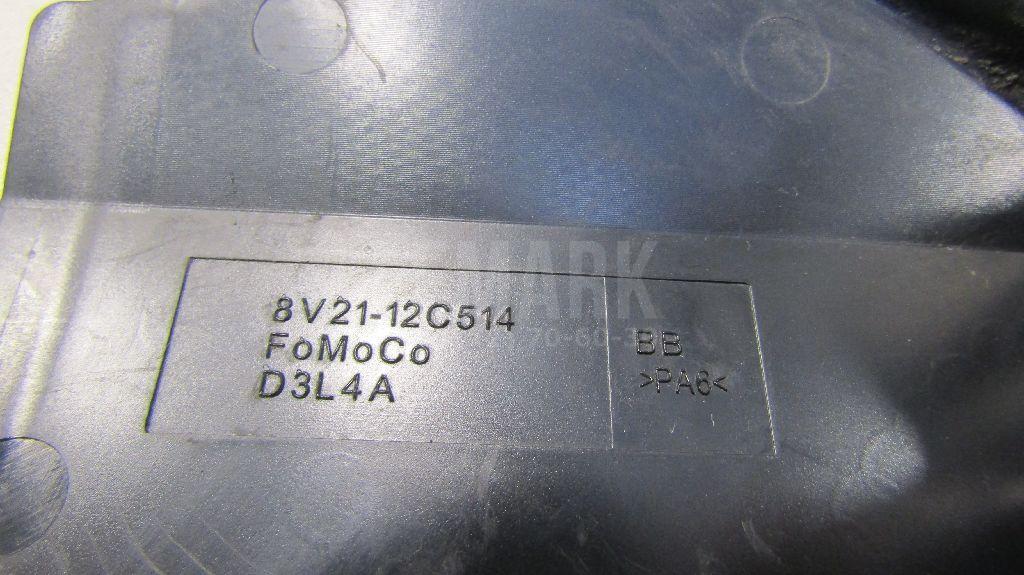 8V21-12C514
FoMoCo
D3L4A
BB
>PA6<